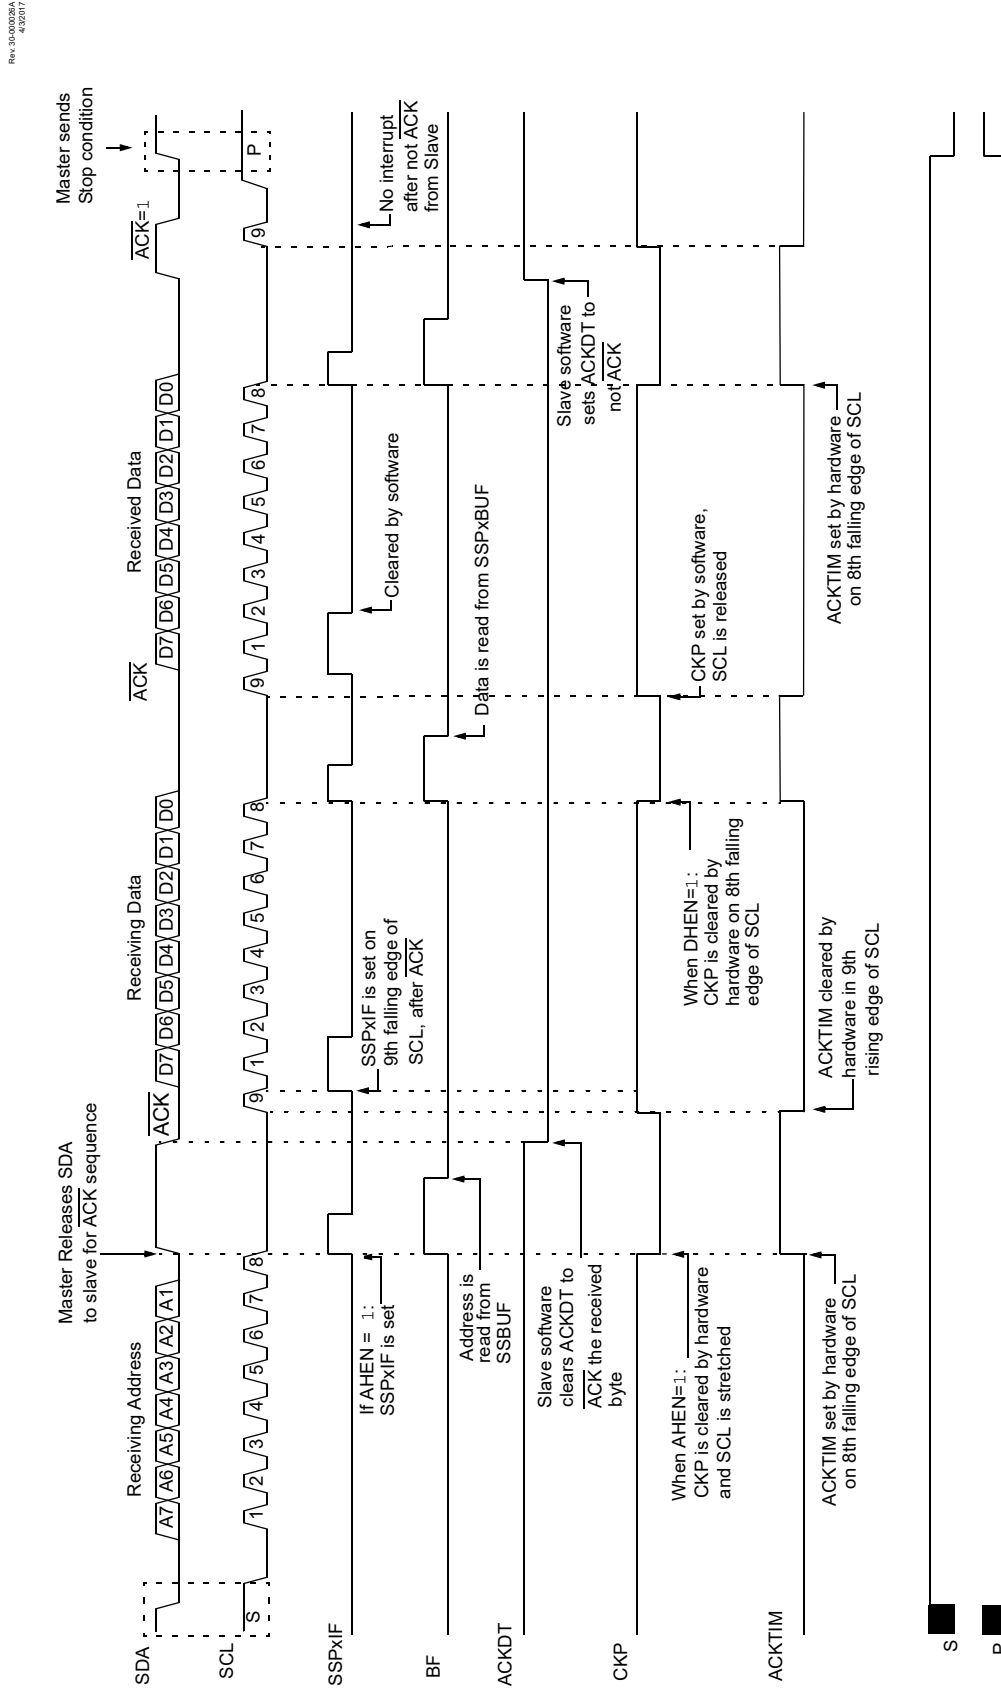 Rev. 30-000026A
4/3/2017
Master Releases SDA
to slave for ACK sequence
Master sends
Stop condition
Receiving Address
ACK
Receiving Data
ACK
Received Data
ACK=1
SDA
A7 A6 A5 A4 A3 A2 A1
D7 D6 D5 D4 D3 D2 D1 D0
D7 D6 D5 D4 D3 D2 D1 D0
SCL
S
1 2 3 4 5 6 7 8
9 1 2 3 4 5 6 7 8
9 1 2 3 4 5 6 7 8
9
P
SSPxIF
If AHEN = 1:
SSPxIF is set
SSPxIF is set on
9th falling edge of
SCL, after ACK
Cleared by software
No interrupt
after not ACK
from Slave
BF
Address is
read from
SSBUF
Data is read from SSPxBUF
ACKDT
Slave software
clears ACKDT to
ACK the received
byte
Slave software
sets ACKDT to
not ACK
CKP
When AHEN=1:
CKP is cleared by hardware
and SCL is stretched
When DHEN=1:
CKP is cleared by
hardware on 8th falling
edge of SCL
CKP set by software,
SCL is released
ACKTIM
ACKTIM set by hardware
on 8th falling edge of SCL
ACKTIM cleared by
hardware in 9th
rising edge of SCL
ACKTIM set by hardware
on 8th falling edge of SCL
S
P